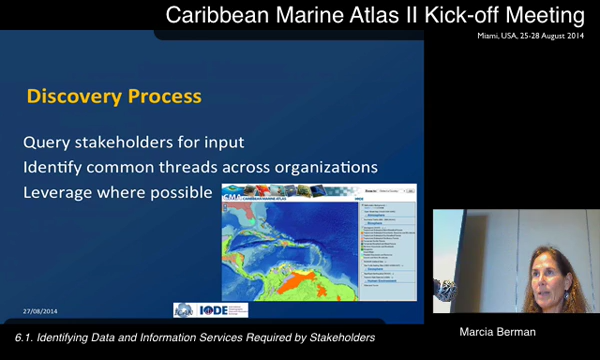 Caribbean Marine Atlas II Kick-off Meeting
Miami, USA, 25-28 August 2014
Discovery Process
Query stakeholders for input
Identify common threads across organizations
Leverage where possible
CARIBBEAN MARINE ATLAS
27/08/2014
IODE
Marcia Berman
6.1. Identifying Data and Information Services Required by Stakeholders